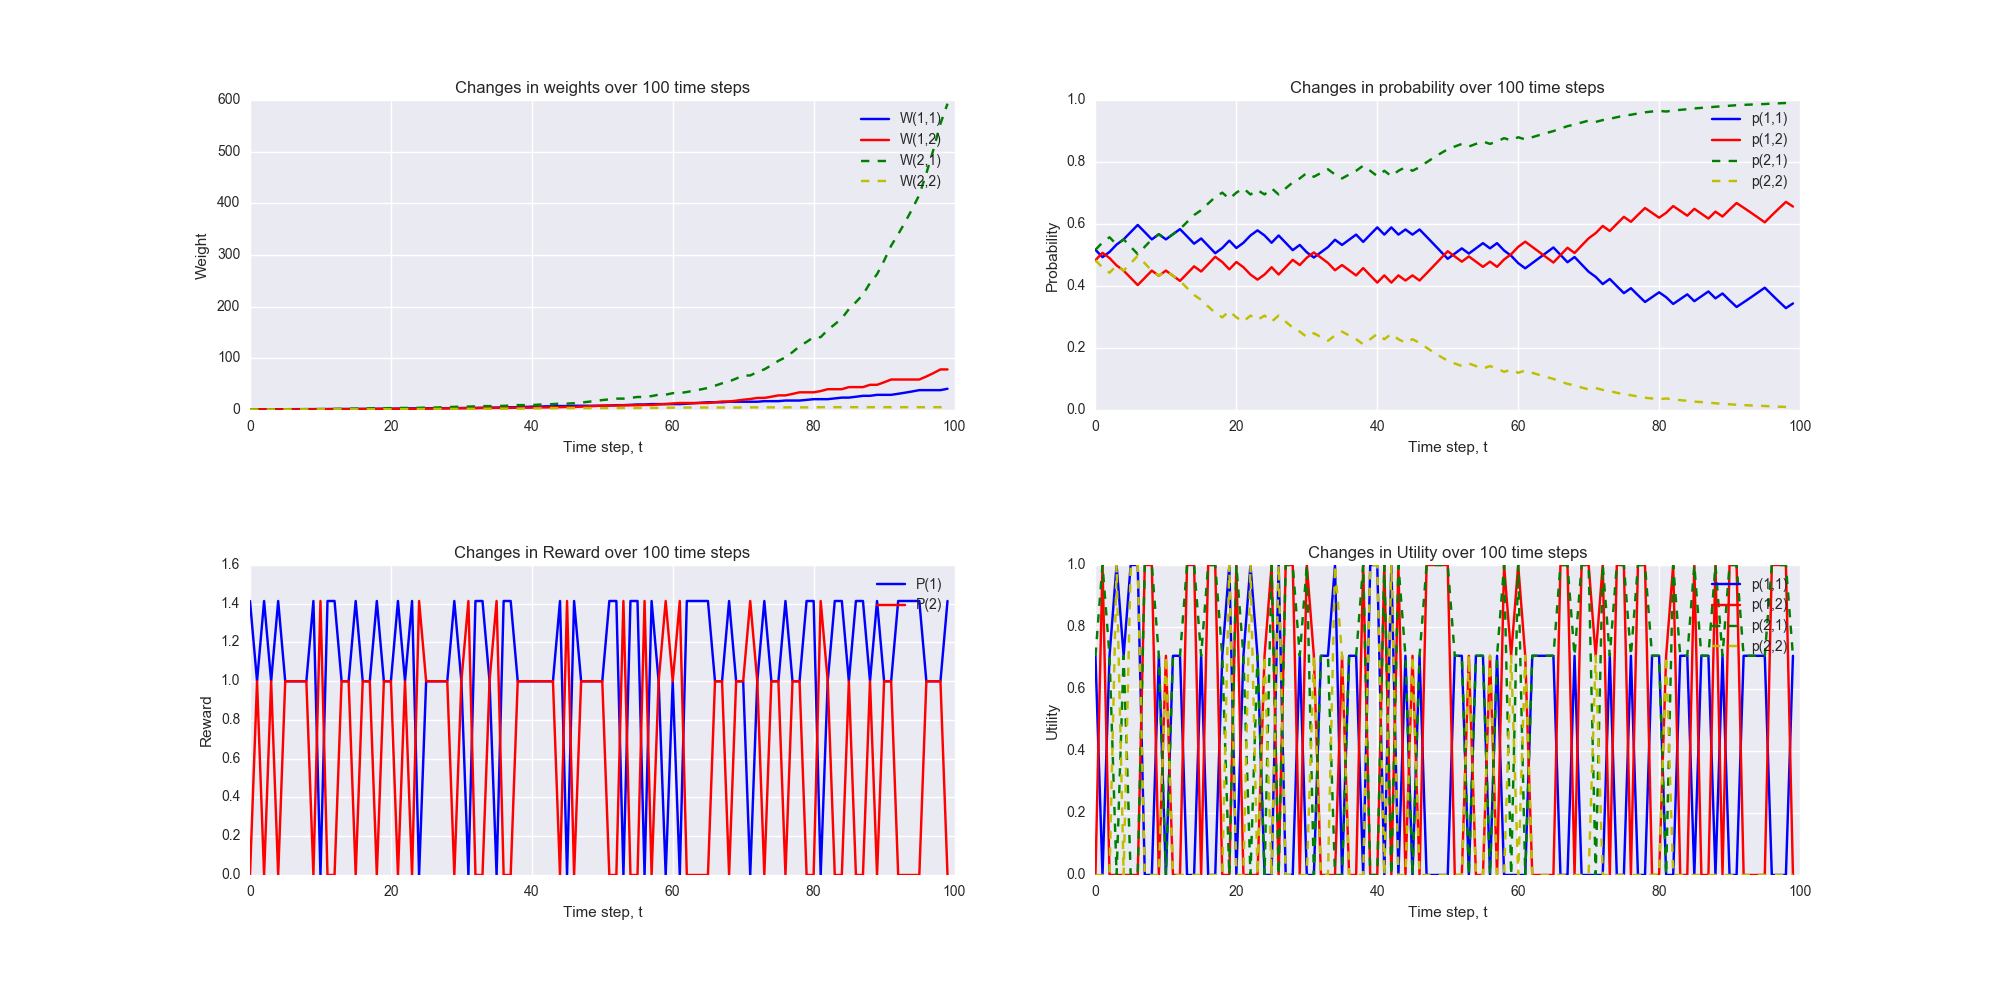 Changes in weights over 100 time steps
600
500
400
300
200
100
0
Weight
W(1,1)
W(1,2)
W(2,1)
W(2,2)
0 20 40 60 80 100
Time step, t
Changes in probability over 100 time steps
1.0
0.8
0.6
0.4
0.2
0.0
Probability
p(1,1)
p(1,2)
p(2,1)
p(2,2)
0 20 40 60 80 100
Time step, t
Changes in Reward over 100 time steps
1.6
1.4
1.2
1.0
0.8
0.6
0.4
0.2
0.0
Reward
P(1)
P(2)
0 20 40 60 80 100
Time step, t
Changes in Utility over 100 time steps
1.0
0.8
0.6
0.4
0.2
0.0
Utility
p(1,1)
p(1,2)
p(2,1)
p(2,2)
0 20 40 60 80 100
Time step, t